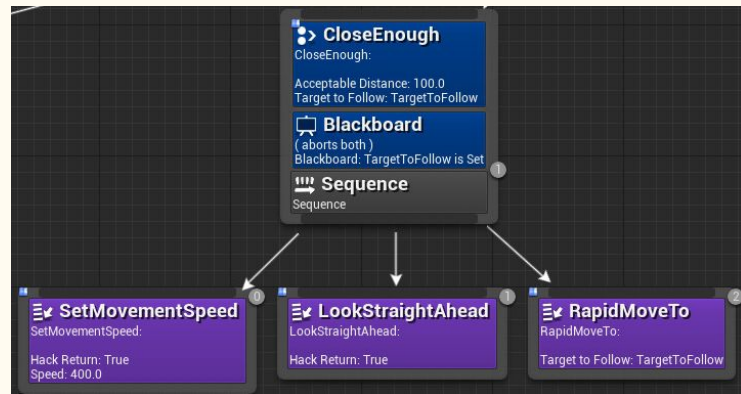 CloseEnough
CloseEnough:
Acceptable Distance: 100.0
Target to Follow: TargetToFollow
Blackboard
( aborts both )
Blackboard: TargetToFollow is Set
1
Sequence
Sequence
0
SetMovementSpeed
SetMovementSpeed:
Hack Return: True
Speed: 400.0
1
LookStraightAhead
LookStraightAhead:
Hack Return: True
2
RapidMoveTo
RapidMoveTo:
Target to Follow: TargetToFollow